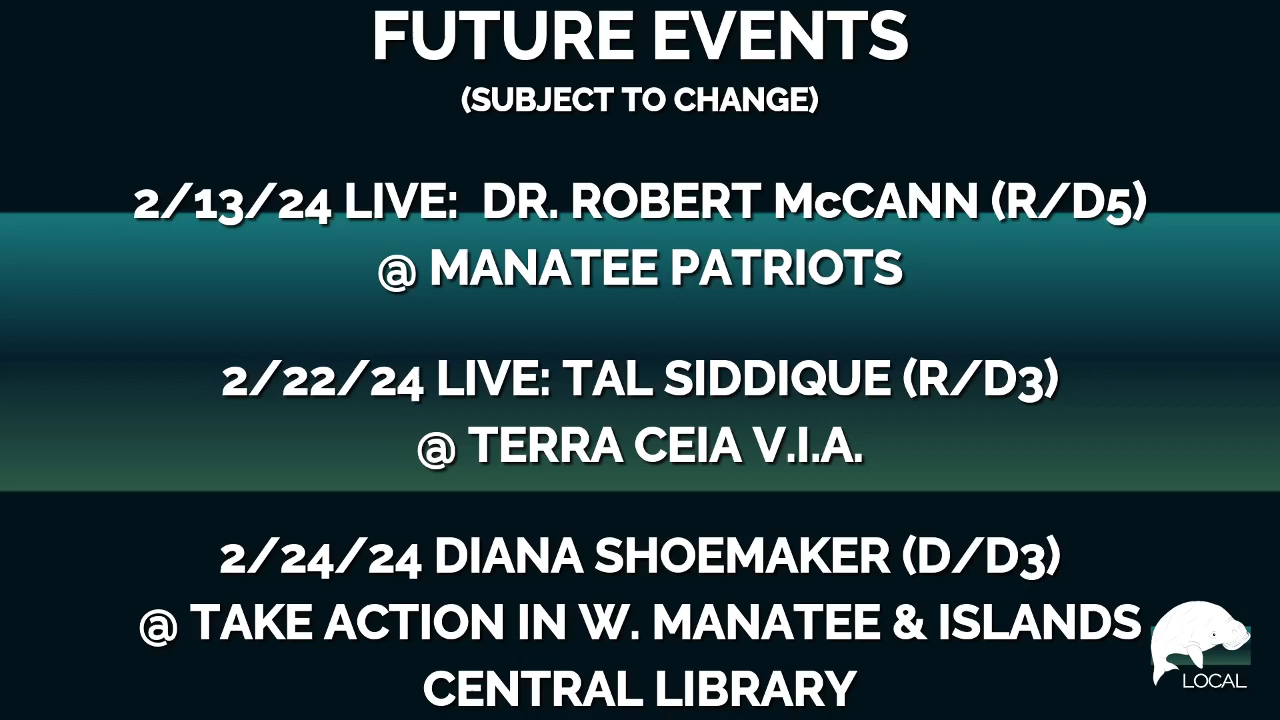 FUTURE EVENTS
(SUBJECT TO CHANGE)
2/13/24 LIVE:  DR. ROBERT McCANN (R/D5)
@ MANATEE PATRIOTS
2/22/24 LIVE: TAL SIDDIQUE (R/D3)
@ TERRA CEIA V.I.A.
2/24/24 DIANA SHOEMAKER (D/D3)
@ TAKE ACTION IN W. MANATEE & ISLANDS
CENTRAL LIBRARY
LOCAL